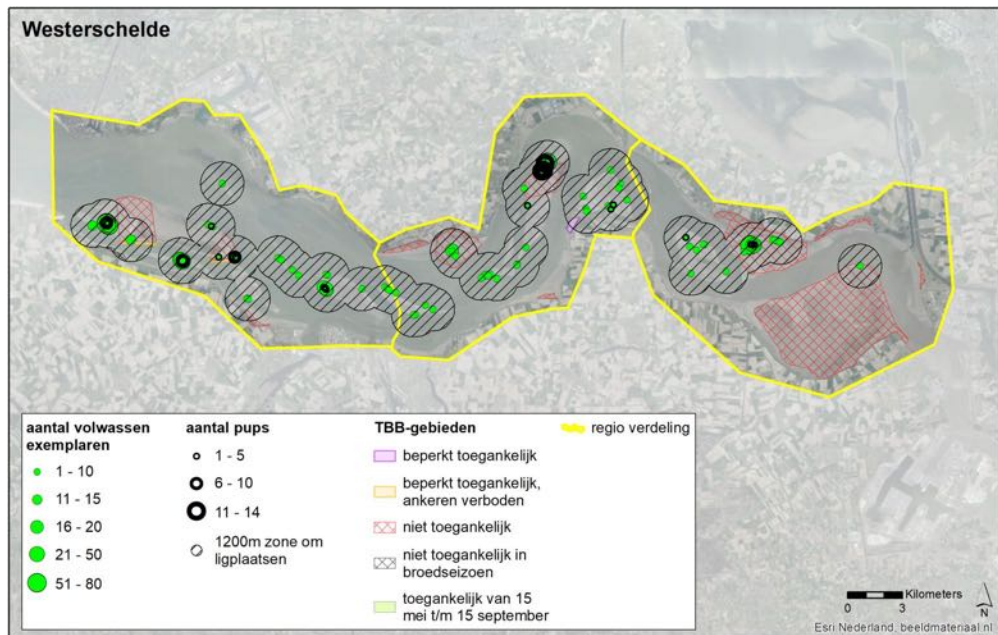 Westerschelde
aantal volwassen
exemplaren
1 - 10
11 - 15
16 - 20
21 - 50
51 - 80
aantal pups
1 - 5
6 - 10
11 - 14
1200m zone om
ligplaatsen
TBB-gebieden
beperkt toegankelijk
beperkt toegankelijk,
ankeren verboden
niet toegankelijk
niet toegankelijk in
broedseizoen
toegankelijk van 15
mei t/m 15 september
regio verdeling
Kilometers
0 3
N
Esri Nederland, beeldmateriaal.nl